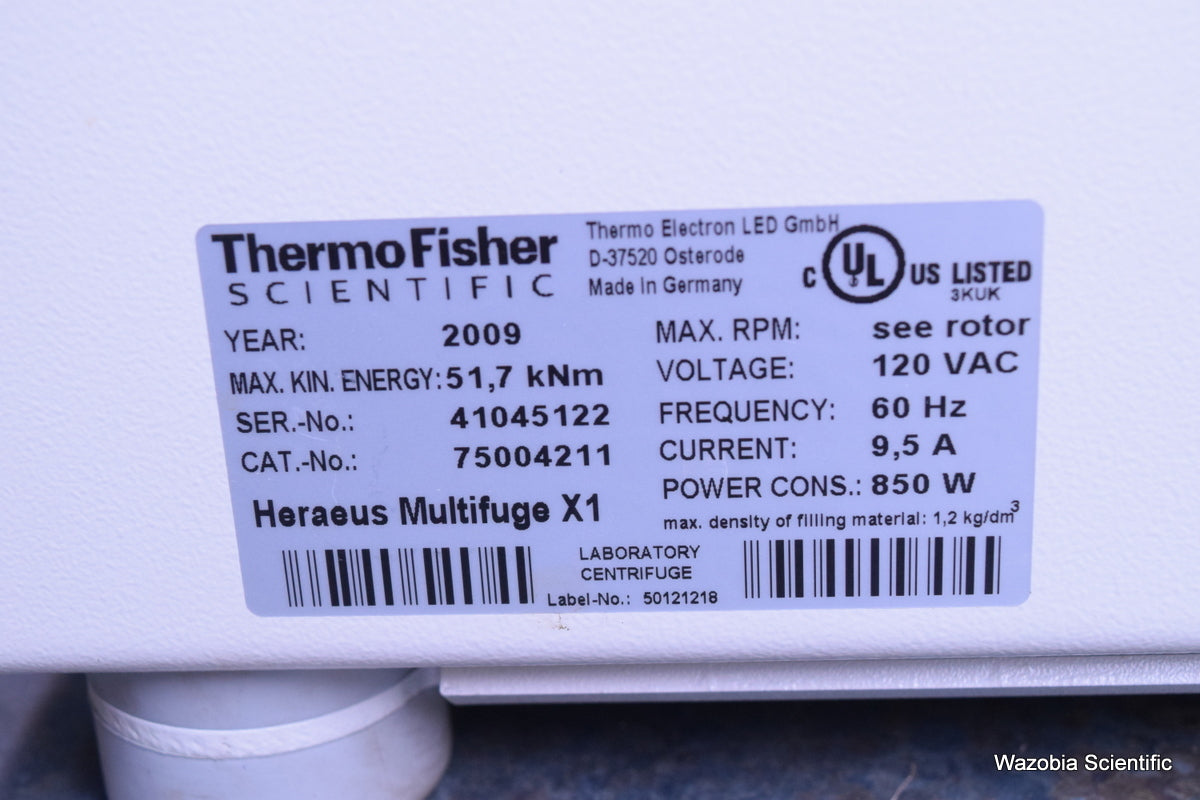 ThermoFisher
SCIENTIFIC
Thermo Electron LED GmbH
D-37520 Osterode
Made in Germany
C UL US LISTED
3KUK
YEAR: 2009
MAX. KIN. ENERGY: 51,7 kNm
SER.-No.: 41045122
CAT.-No.: 75004211
Heraeus Multifuge X1
MAX. RPM: see rotor
VOLTAGE: 120 VAC
FREQUENCY: 60 Hz
CURRENT: 9,5 A
POWER CONS.: 850 W
max. density of filling material: 1,2 kg/dm³
LABORATORY
CENTRIFUGE
Label-No.: 50121218
Wazobia Scientific